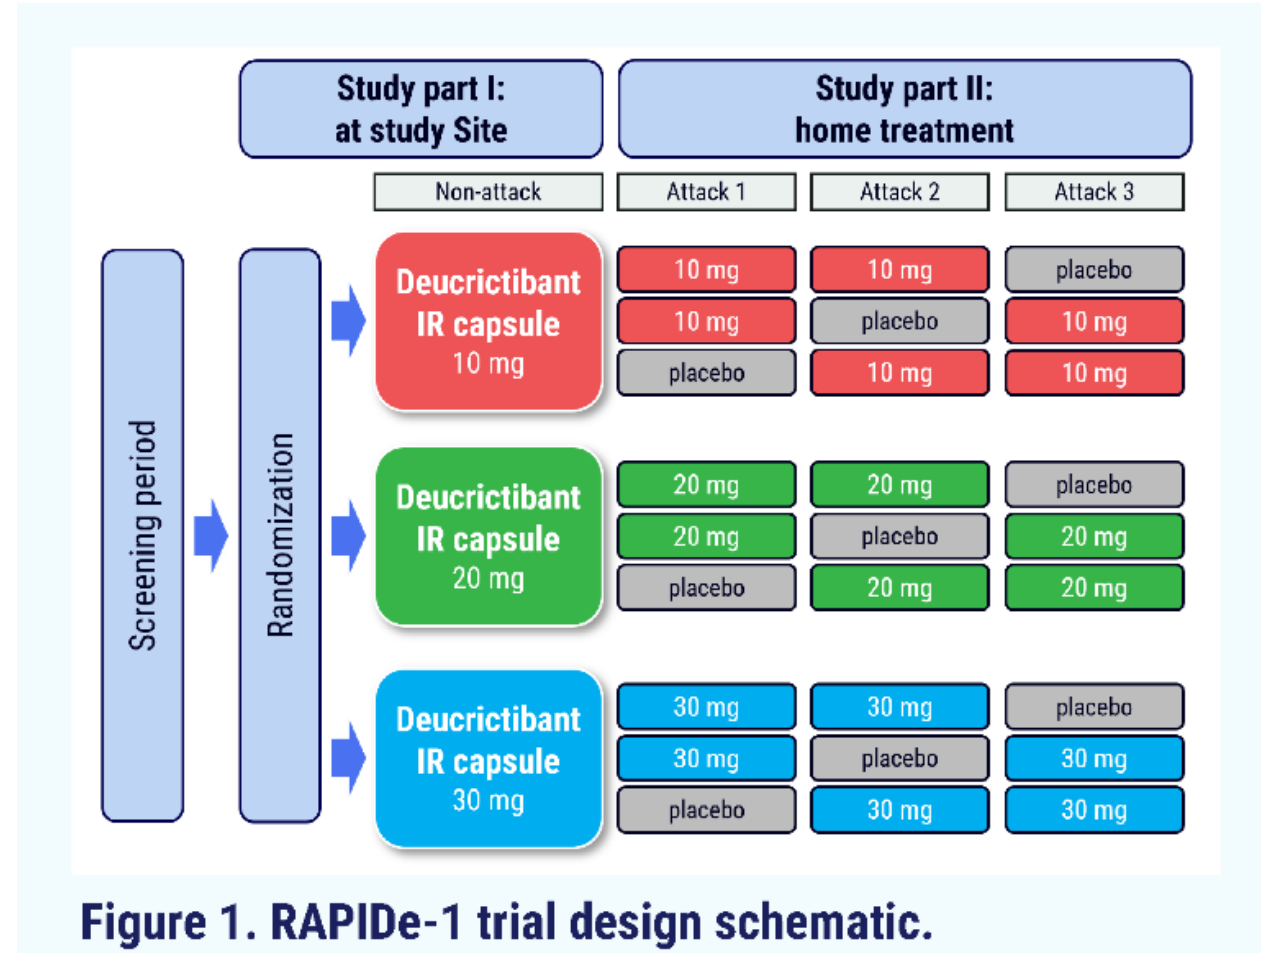 Study part I:
at study Site
Study part II:
home treatment
Non-attack
Attack 1
Attack 2
Attack 3
Screening period
Randomization
Deucrictibant
IR capsule
10 mg
10 mg
10 mg
placebo
10 mg
placebo
10 mg
placebo
10 mg
10 mg
Deucrictibant
IR capsule
20 mg
20 mg
20 mg
placebo
20 mg
placebo
20 mg
placebo
20 mg
20 mg
Deucrictibant
IR capsule
30 mg
30 mg
30 mg
placebo
30 mg
placebo
30 mg
placebo
30 mg
30 mg
Figure 1. RAPIDe-1 trial design schematic.